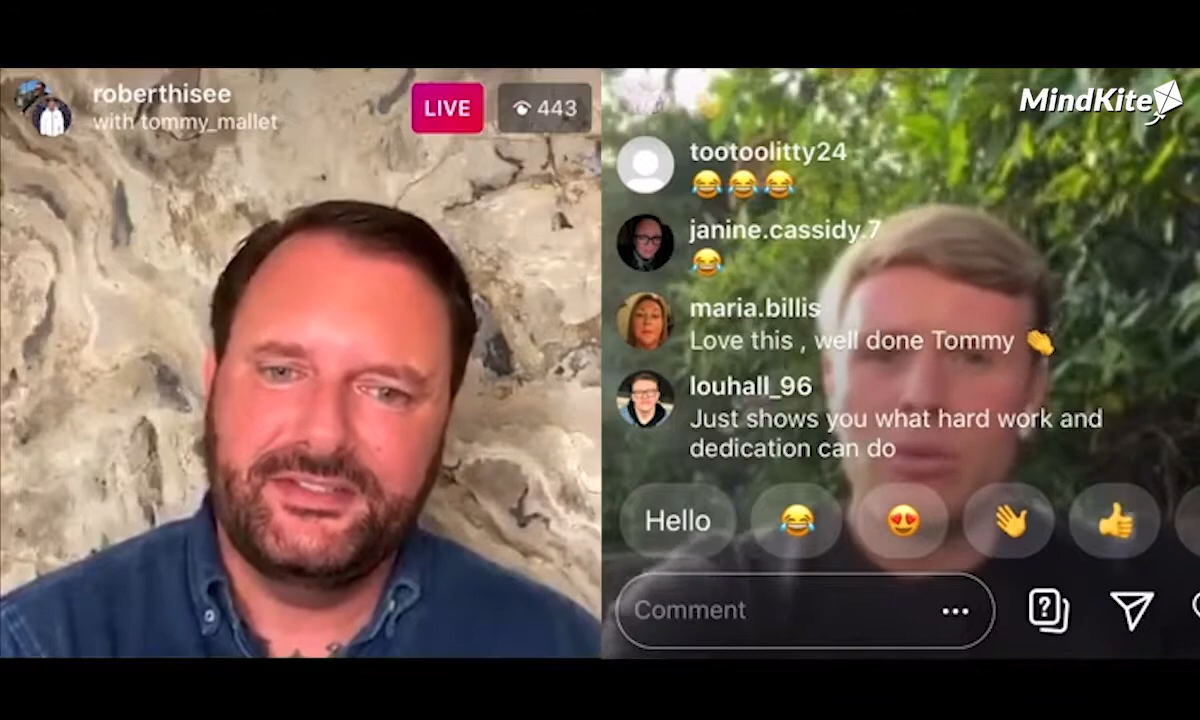 roberthisee
with tommy_mallet
LIVE
443
MindKite
tootoolitty24
😂😂😂
janine.cassidy.7
😂
maria.billis
Love this , well done Tommy 👏
louhall_96
Just shows you what hard work and
dedication can do
Hello 😂 😍 👋 👍
Comment